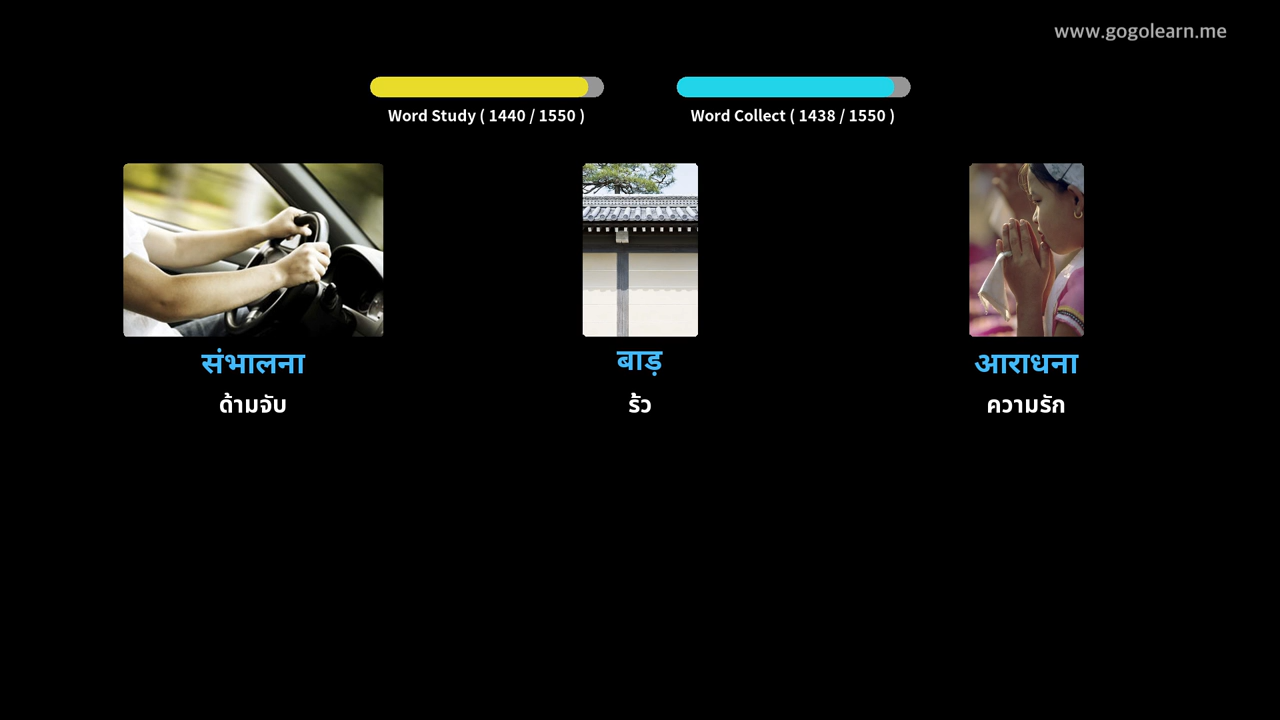 www.gogolearn.me
Word Study ( 1440 / 1550 )
Word Collect ( 1438 / 1550 )
संभालना
बाड़
आराधना
ด้ามจับ
รั้ว
ความรัก